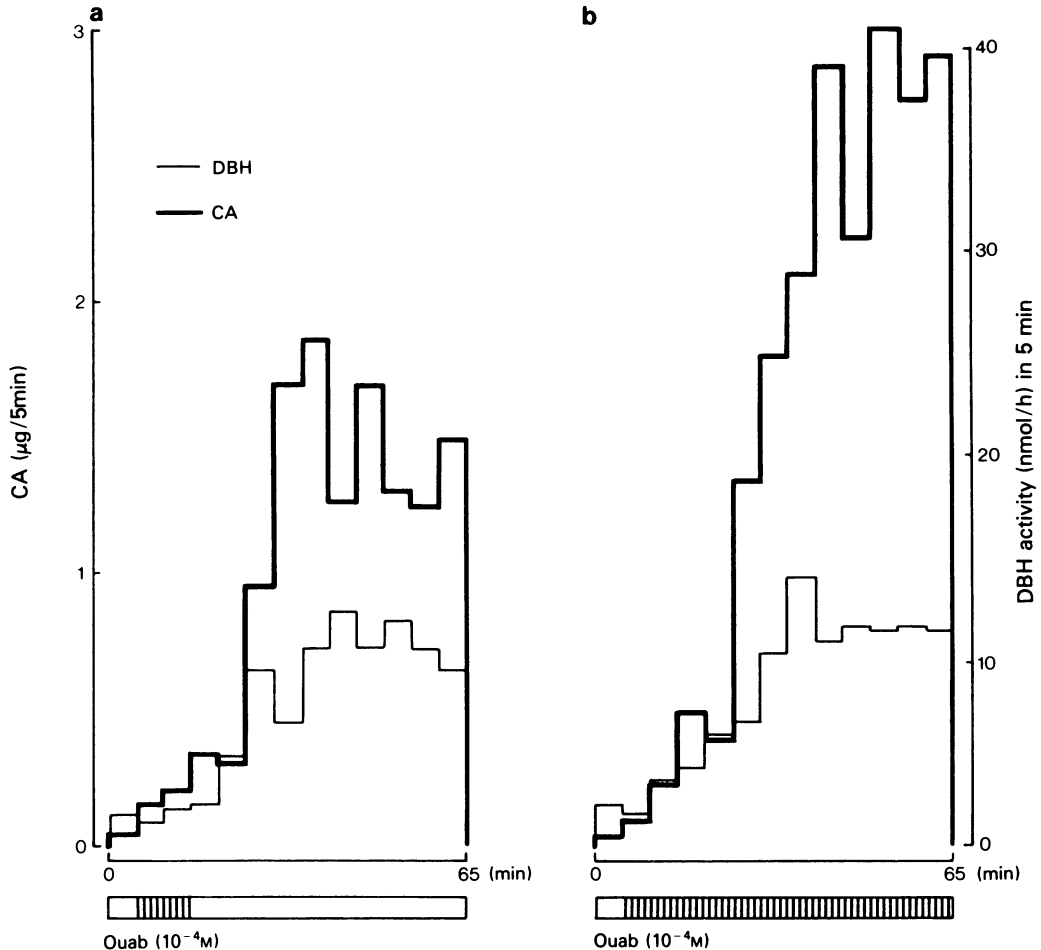 a
b
3
2
1
0
CA (µg/5min)
DBH
CA
40
30
20
10
0
DBH activity (nmol/h) in 5 min
0
65 (min)
0
65 (min)
Ouab (10⁻⁴M)
Ouab (10⁻⁴M)